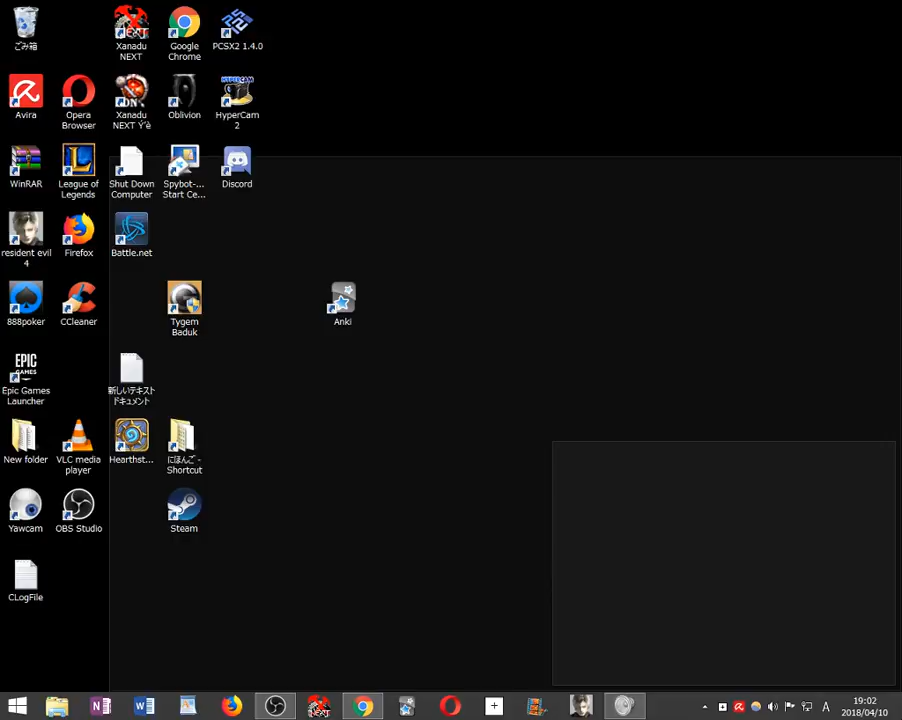 ごみ箱
Xanadu
NEXT
Google
Chrome
PCSX2 1.4.0
Avira
Opera
Browser
Xanadu
NEXT Ý'è
Oblivion
HYPERCAM
HyperCam
2
WinRAR
League of
Legends
Shut Down
Computer
Spybot-...
Start Ce...
Discord
resident evil
4
Firefox
Battle.net
888poker
CCleaner
Tygem
Baduk
Anki
EPIC
GAMES
Epic Games
Launcher
新しいテキスト
ドキュメント
New folder
VLC media
player
Hearthst...
にほんご -
Shortcut
Yawcam
OBS Studio
Steam
CLogFile
NEXT
A
19:02
2018/04/10